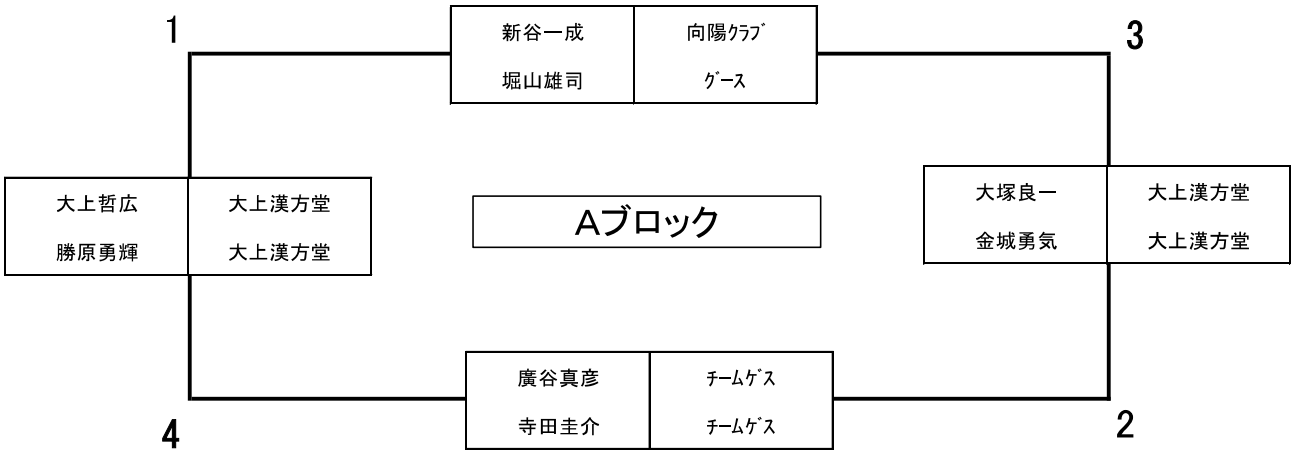 1
新谷一成 向陽ｸﾗﾌﾞ
堀山雄司 ｸﾞｰｽ
3
大上哲広 大上漢方堂
勝原勇輝 大上漢方堂
Aブロック
大塚良一 大上漢方堂
金城勇気 大上漢方堂
4
廣谷真彦 ﾁｰﾑｹﾞｽ
寺田圭介 ﾁｰﾑｹﾞｽ
2